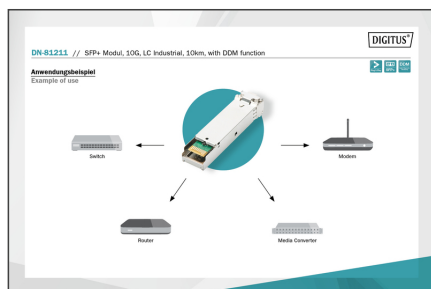 DIGITUS®
DN-81211 // SFP+ Modul, 10G, LC Industrial, 10km, with DDM function
Anwendungsbeispiel
Example of use
DDM
Switch
Modem
Router
Media Converter